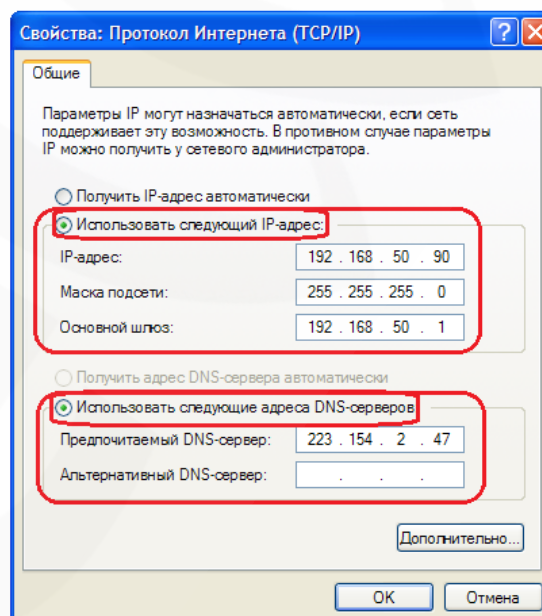 Свойства: Протокол Интернета (TCP/IP)
Общие
Параметры IP могут назначаться автоматически, если сеть
поддерживает эту возможность. В противном случае параметры
IP можно получить у сетевого администратора.
Получить IP-адрес автоматически
Использовать следующий IP-адрес:
IP-адрес: 192 . 168 . 50 . 90
Маска подсети: 255 . 255 . 255 . 0
Основной шлюз: 192 . 168 . 50 . 1
Получить адрес DNS-сервера автоматически
Использовать следующие адреса DNS-серверов
Предпочитаемый DNS-сервер: 223 . 154 . 2 . 47
Альтернативный DNS-сервер: . . .
Дополнительно...
OK Отмена